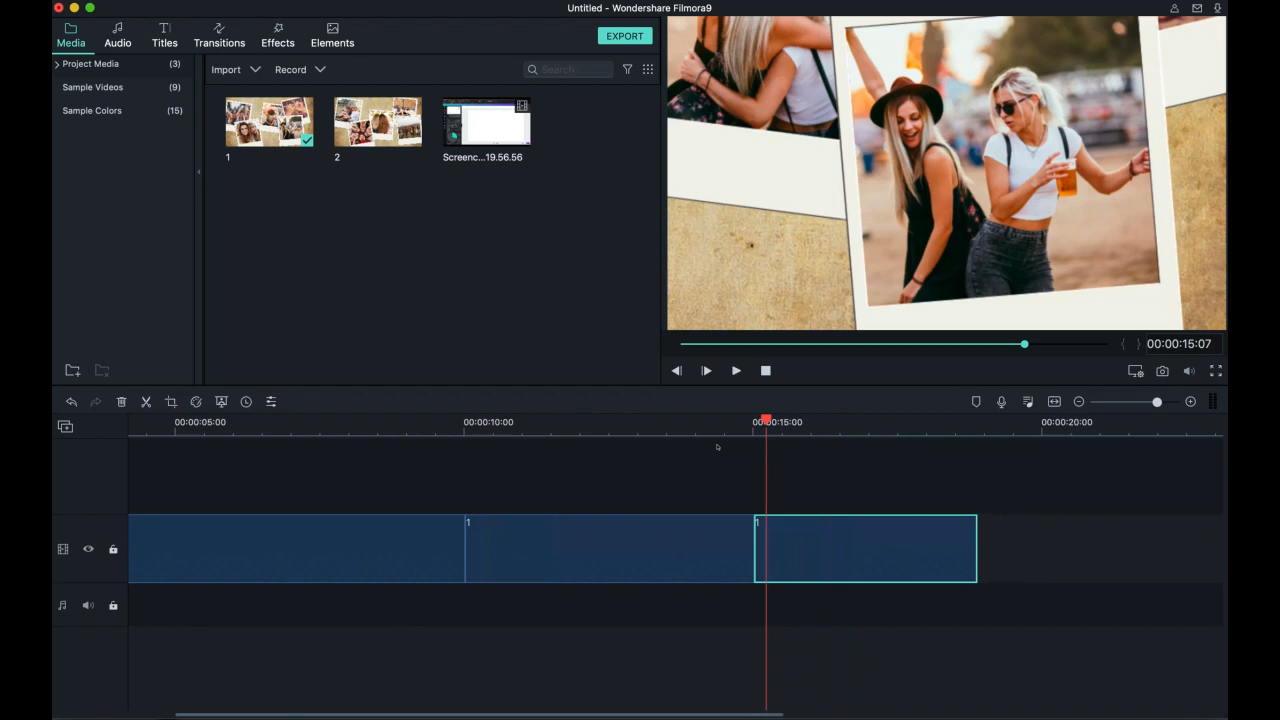 Untitled - Wondershare Filmora9
Media Audio Titles Transitions Effects Elements
EXPORT
Project Media (3)
Sample Videos (9)
Sample Colors (15)
Import Record
Search
1
2
Screenc...19.56.56
00:00:15:07
00:00:05:00 00:00:10:00 00:00:15:00 00:00:20:00
1
1